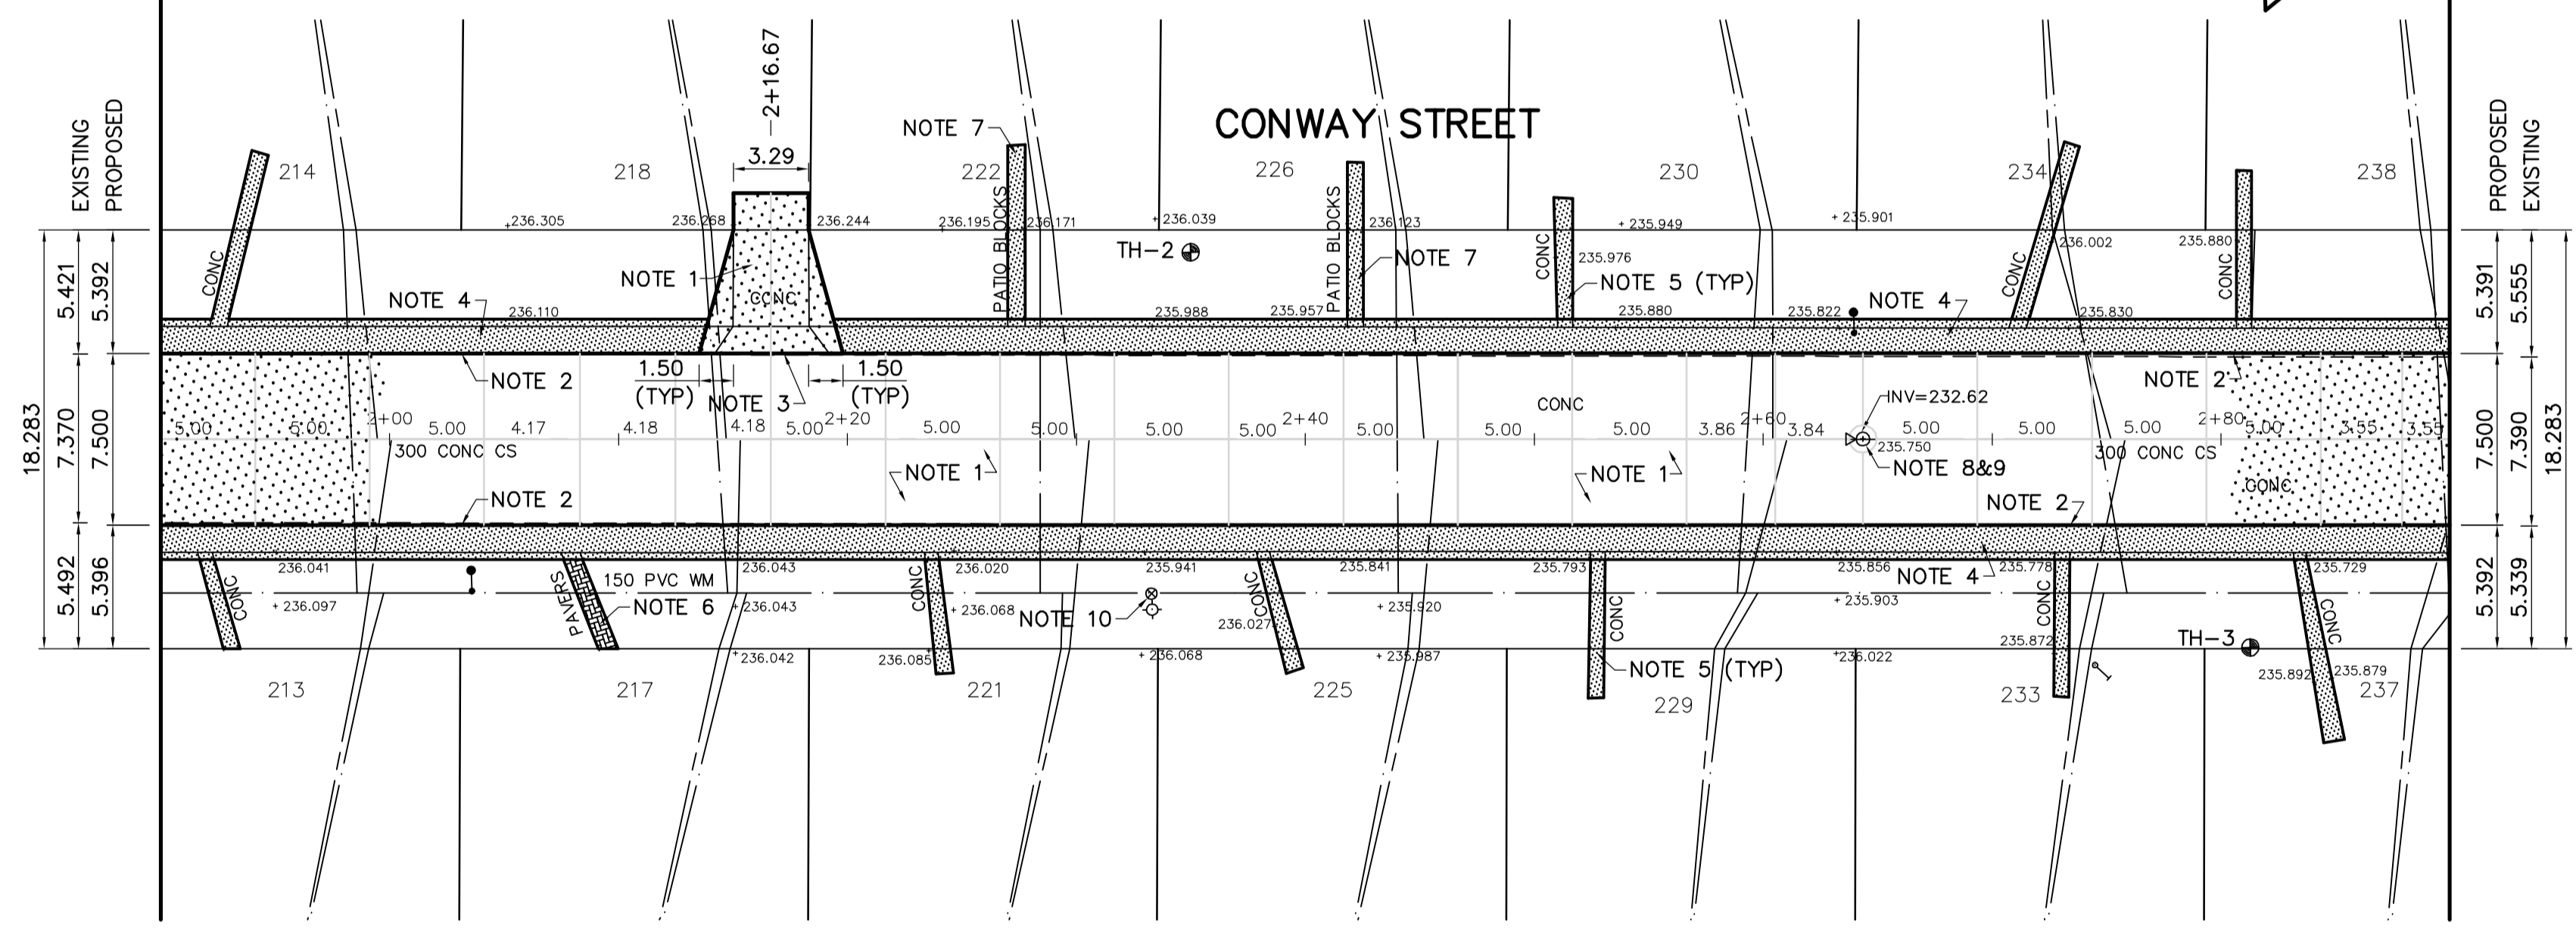 CONWAY STREET
EXISTING
PROPOSED
5.421
5.392
18.283
7.370
7.500
5.492
5.396
2+16.67
3.29
NOTE 7
214
218
222
226
230
234
238
CONC
236.305
236.268
236.244
236.195
PATIO BLOCKS
236.171
+ 236.039
PATIO BLOCKS
236.123
+ 235.949
+ 235.901
236.002
235.880
TH-2
NOTE 1
CONC
NOTE 7
CONC
235.976
NOTE 5 (TYP)
CONC
CONC
NOTE 4
236.110
235.988
235.957
235.880
235.822
NOTE 4
235.830
NOTE 2
1.50
(TYP)
NOTE 3
1.50
(TYP)
CONC
INV=232.62
NOTE 2
5.00
5.00
2+00
5.00
4.17
4.18
4.18
5.00
2+20
5.00
5.00
5.00
5.00
2+40
5.00
5.00
5.00
3.86
2+60
3.84
5.00
5.00
5.00
2+80
5.00
3.55
3.55
300 CONC CS
235.750
300 CONC CS
NOTE 1
NOTE 1
NOTE 8&9
CONC
NOTE 2
NOTE 2
236.041
236.043
236.020
235.941
235.841
235.793
235.856
235.778
235.729
NOTE 4
CONC
PAVERS
150 PVC WM
CONC
CONC
CONC
CONC
CONC
+ 236.097
NOTE 6
+ 236.043
+ 236.068
NOTE 10
236.027
+ 235.920
+ 235.903
235.872
TH-3
+ 236.042
236.085
+ 236.068
+ 235.987
NOTE 5 (TYP)
+236.022
235.892
235.879
213
217
221
225
229
233
237
PROPOSED
EXISTING
5.391
5.555
7.500
7.390
18.283
5.392
5.339